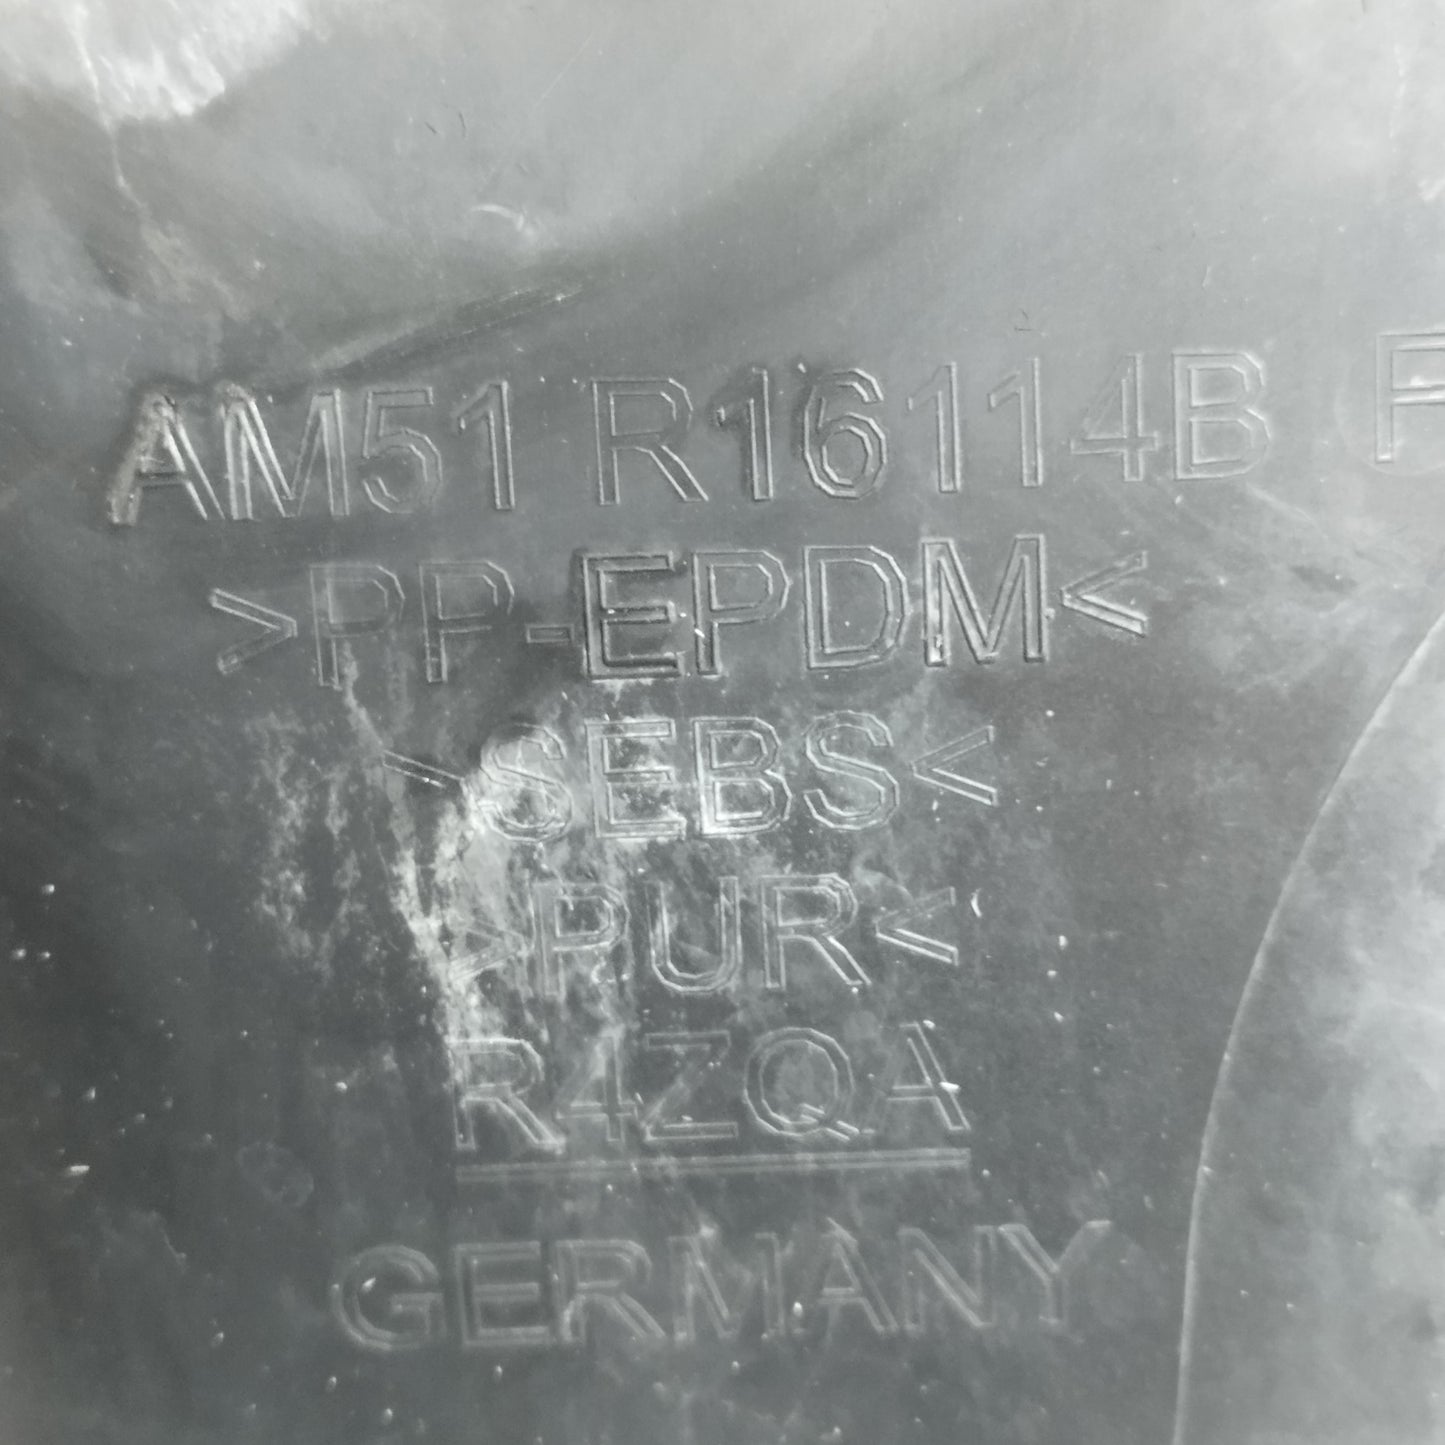 AM51 R16114B
>PP-EPDM<
>SEBS<
>PUR<
R4ZQA
GERMANY